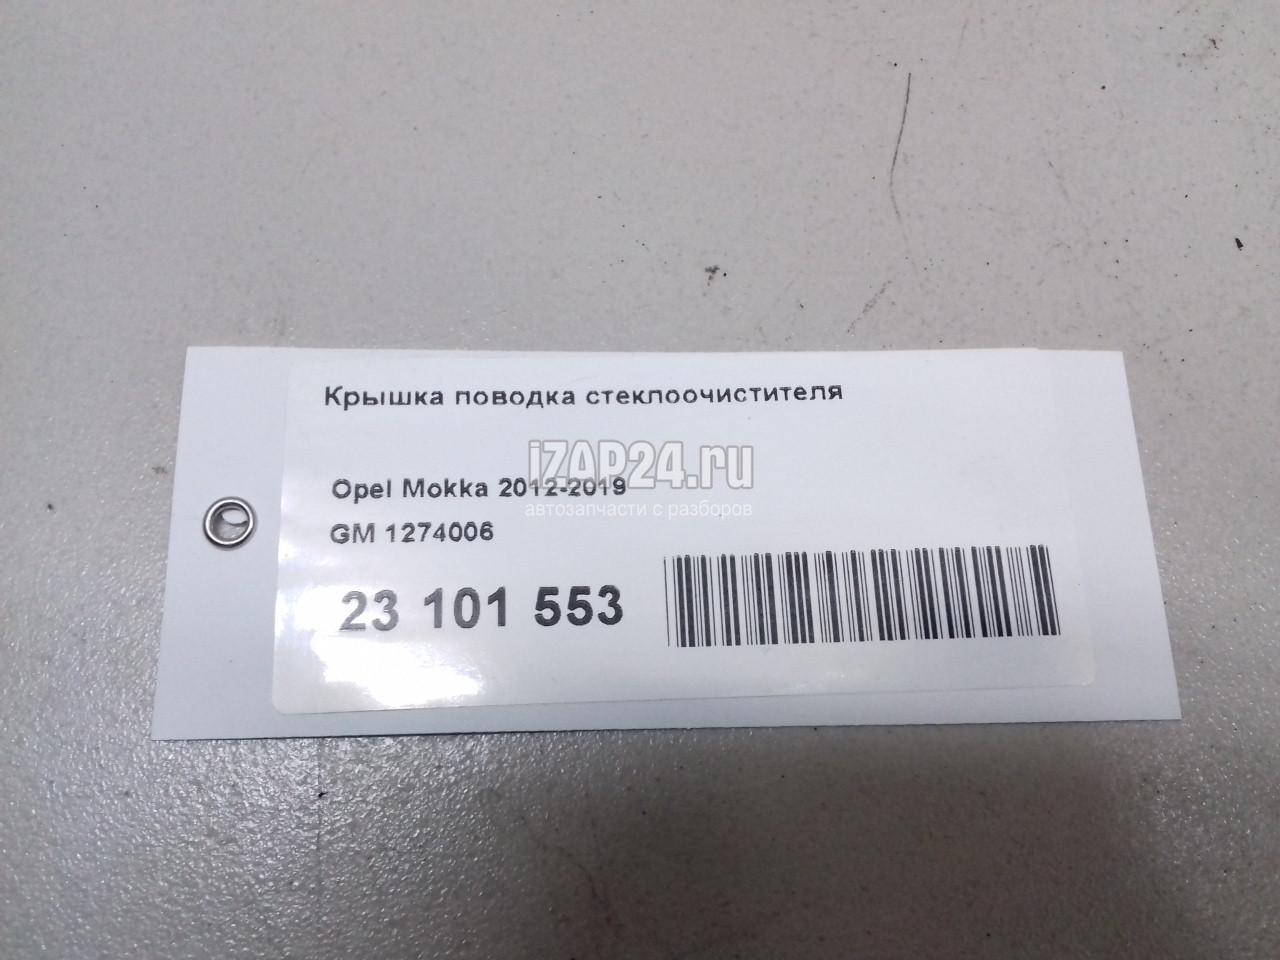 Крышка поводка стеклоочистителя
iZAP24.ru
Opel Mokka 2012-2019
автозапчасти с разборов
GM 1274006
23 101 553